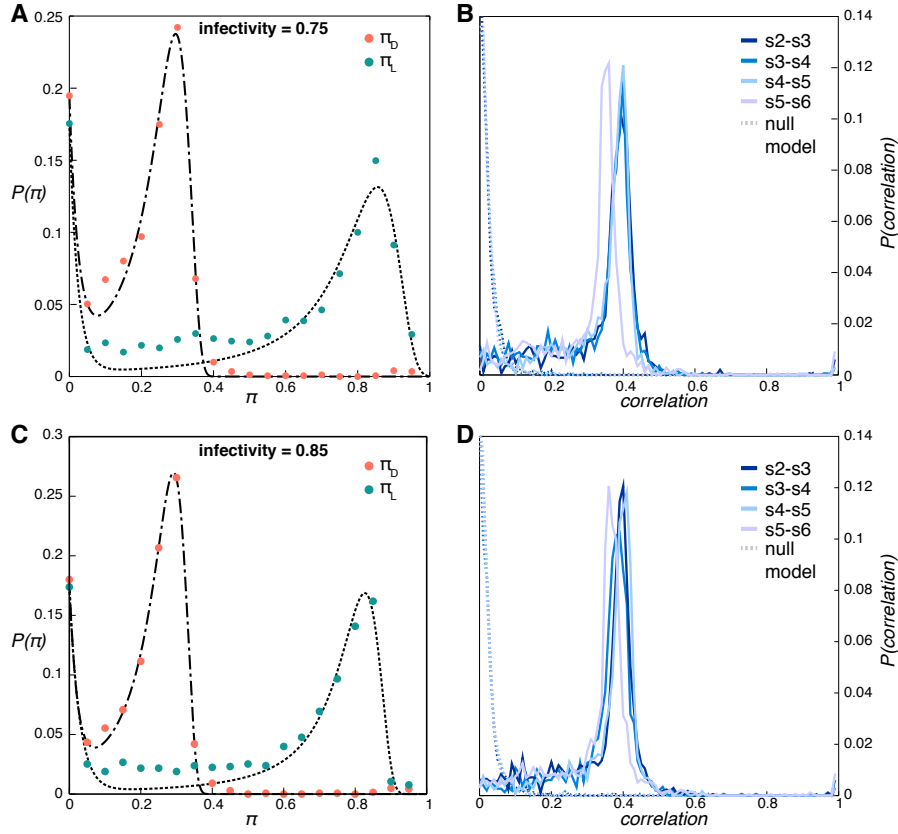 A
infectivity = 0.75
π_D
π_L
0.25
0.2
0.15
0.1
0.05
0
P(π)
0 0.2 0.4 0.6 0.8 1
π
B
s2-s3
s3-s4
s4-s5
s5-s6
null
model
0.14
0.12
0.10
0.08
0.06
0.04
0.02
0
P(correlation)
0 0.2 0.4 0.6 0.8 1
correlation
C
infectivity = 0.85
π_D
π_L
0.3
0.25
0.2
0.15
0.1
0.05
0
P(π)
0 0.2 0.4 0.6 0.8 1
π
D
s2-s3
s3-s4
s4-s5
s5-s6
null
model
0.14
0.12
0.10
0.08
0.06
0.04
0.02
0
P(correlation)
0 0.2 0.4 0.6 0.8 1
correlation